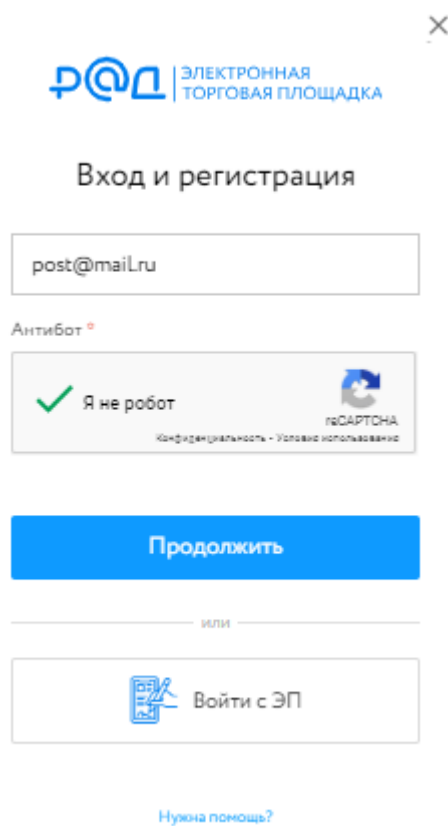 РАД ЭЛЕКТРОННАЯ
ТОРГОВАЯ ПЛОЩАДКА
Вход и регистрация
post@mail.ru
Антибот *
Я не робот
reCAPTCHA
Конфиденциальность - Условия использования
Продолжить
или
Войти с ЭП
Нужна помощь?